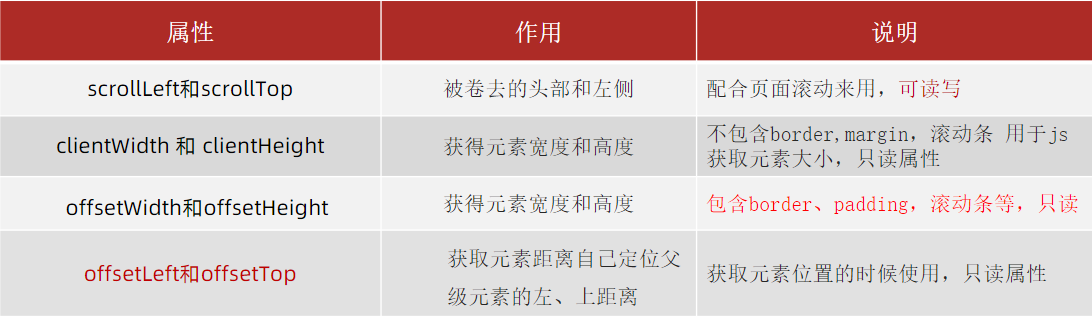 属性 作用 说明
scrollLeft和scrollTop 被卷去的头部和左侧 配合页面滚动来用，可读写
clientWidth 和 clientHeight 获得元素宽度和高度 不包含border,margin，滚动条 用于js
获取元素大小，只读属性
offsetWidth和offsetHeight 获得元素宽度和高度 包含border、padding，滚动条等，只读
offsetLeft和offsetTop 获取元素距离自己定位父
级元素的左、上距离 获取元素位置的时候使用，只读属性